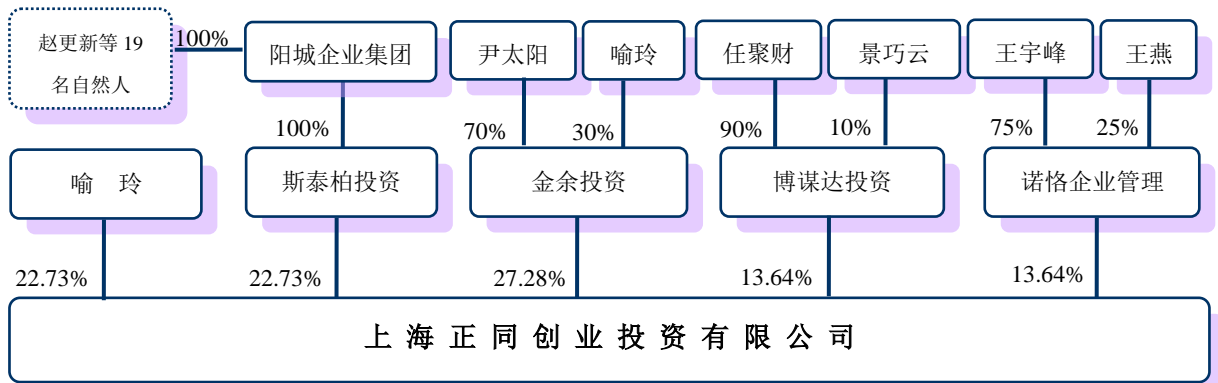 赵更新等 19
名自然人
100%
阳城企业集团
尹太阳
喻玲
任聚财
景巧云
王宇峰
王燕
100%
70%
30%
90%
10%
75%
25%
喻 玲
斯泰柏投资
金余投资
博谋达投资
诺恪企业管理
22.73%
22.73%
27.28%
13.64%
13.64%
上海正同创业投资有限公司